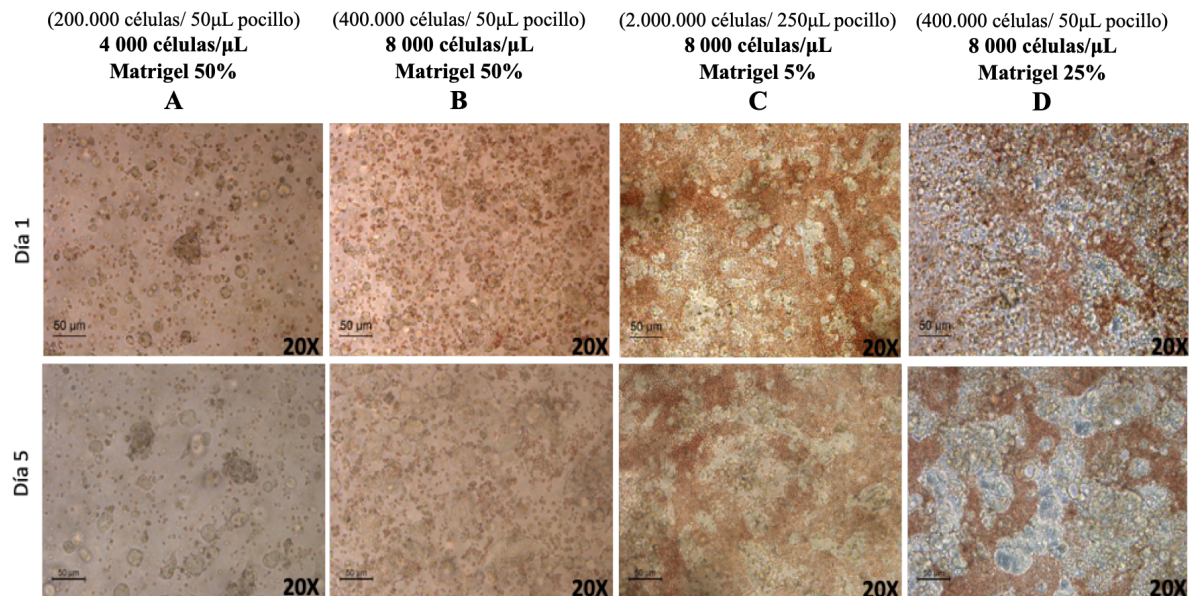 (200.000 células/ 50µL pocillo)
4 000 células/µL
Matrigel 50%
A
(400.000 células/ 50µL pocillo)
8 000 células/µL
Matrigel 50%
B
(2.000.000 células/ 250µL pocillo)
8 000 células/µL
Matrigel 5%
C
(400.000 células/ 50µL pocillo)
8 000 células/µL
Matrigel 25%
D
Día 1
50 µm
20X
50 µm
20X
50 µm
20X
50 µm
20X
Día 5
50 µm
20X
50 µm
20X
50 µm
20X
50 µm
20X